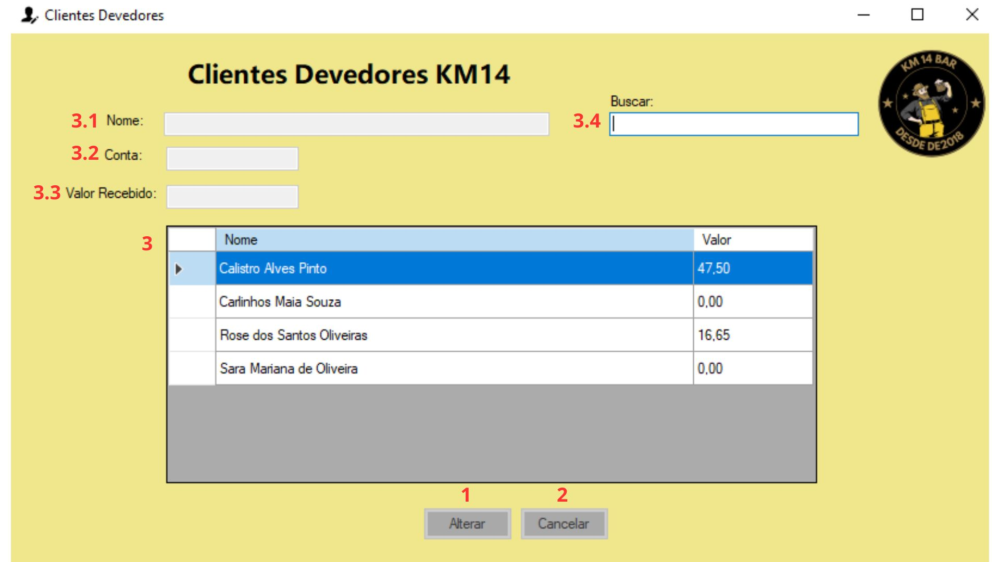 Clientes Devedores
Clientes Devedores KM14
KM 14 BAR
DESDE DE 2018
Buscar:
3.1 Nome:
3.4
3.2 Conta:
3.3 Valor Recebido:
3
Nome Valor
Calistro Alves Pinto 47,50
Carlinhos Maia Souza 0,00
Rose dos Santos Oliveiras 16,65
Sara Mariana de Oliveira 0,00
1 2
Alterar Cancelar